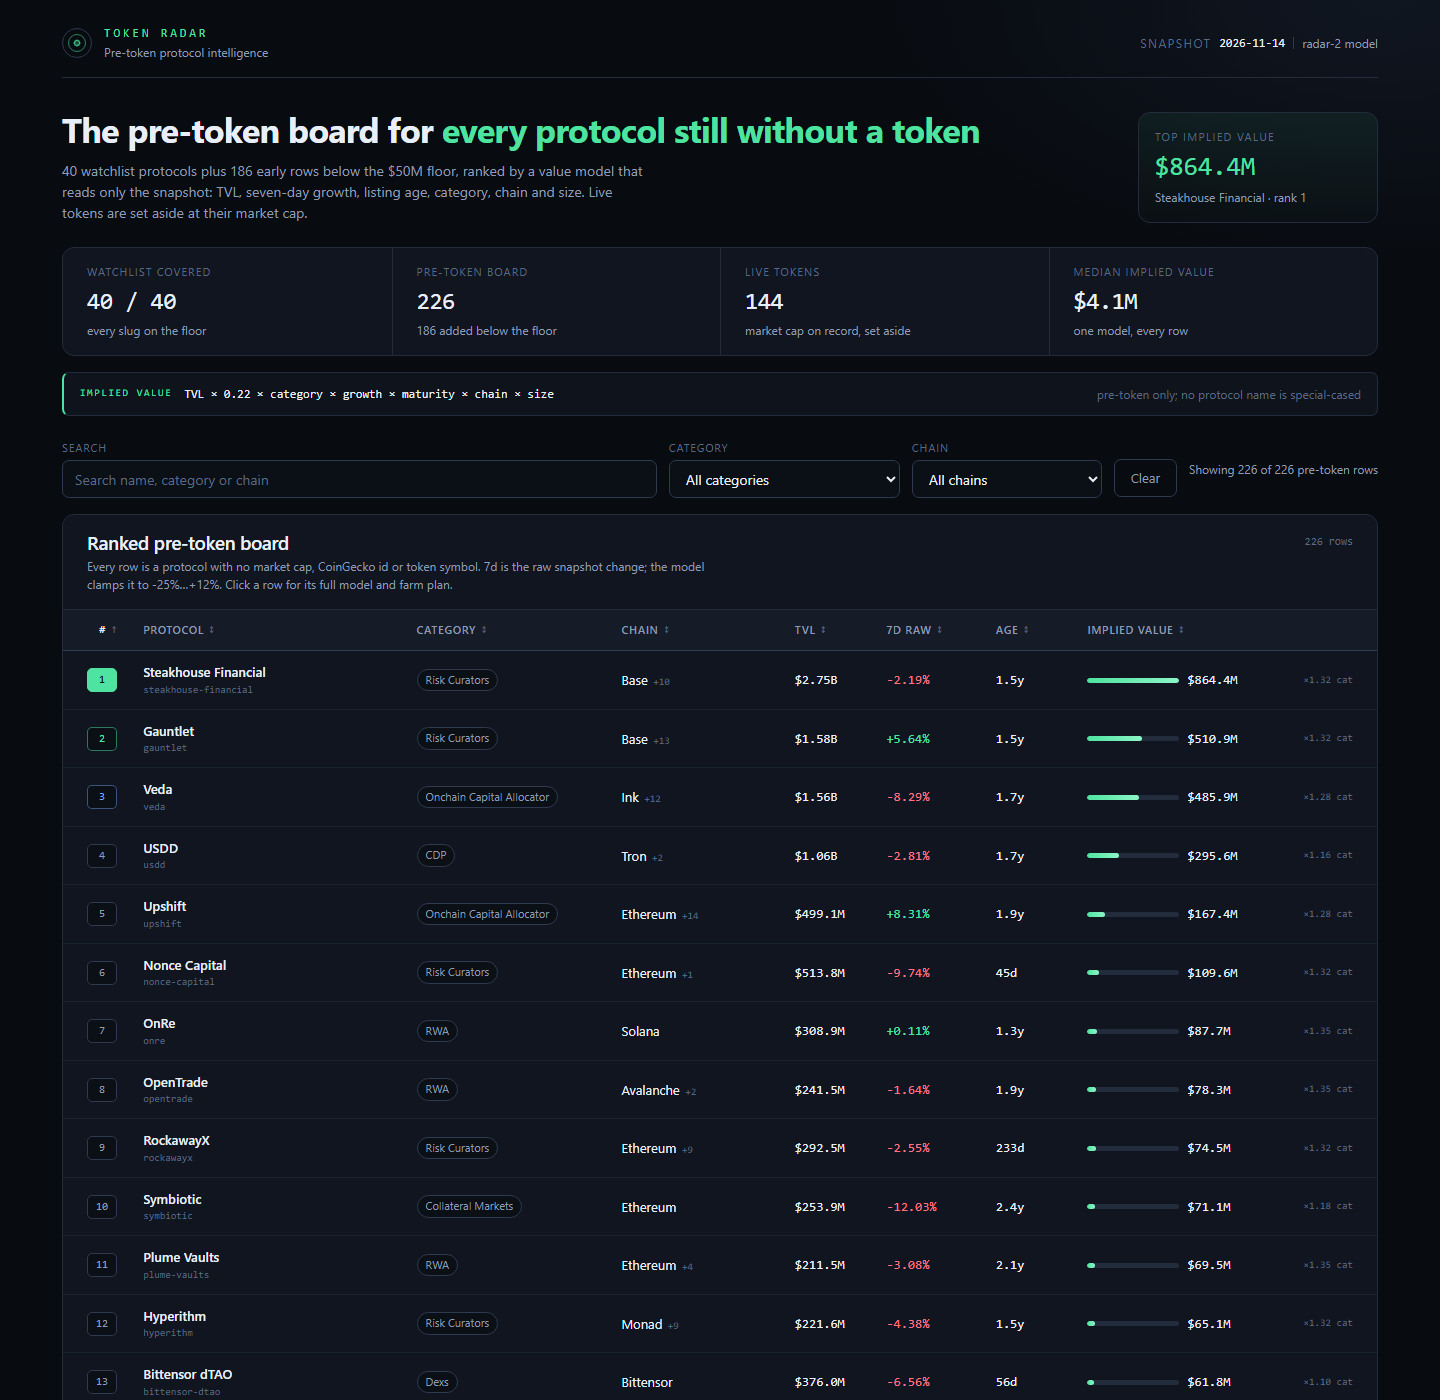 TOKEN RADAR
Pre-token protocol intelligence
SNAPSHOT 2026-11-14 radar-2 model
The pre-token board for every protocol still without a token
40 watchlist protocols plus 186 early rows below the $50M floor, ranked by a value model that
reads only the snapshot: TVL, seven-day growth, listing age, category, chain and size. Live
tokens are set aside at their market cap.
TOP IMPLIED VALUE
$864.4M
Steakhouse Financial · rank 1
WATCHLIST COVERED
40 / 40
every slug on the floor
PRE-TOKEN BOARD
226
186 added below the floor
LIVE TOKENS
144
market cap on record, set aside
MEDIAN IMPLIED VALUE
$4.1M
one model, every row
IMPLIED VALUE TVL × 0.22 × category × growth × maturity × chain × size
pre-token only; no protocol name is special-cased
SEARCH
Search name, category or chain
CATEGORY
All categories
CHAIN
All chains
Clear
Showing 226 of 226 pre-token rows
Ranked pre-token board
226 rows
Every row is a protocol with no market cap, CoinGecko id or token symbol. 7d is the raw snapshot change; the model
clamps it to -25%…+12%. Click a row for its full model and farm plan.
# ↑ PROTOCOL ↕ CATEGORY ↕ CHAIN ↕ TVL ↕ 7D RAW ↕ AGE ↕ IMPLIED VALUE ↕
1 Steakhouse Financial Risk Curators Base +10 $2.75B -2.19% 1.5y $864.4M ×1.32 cat
steakhouse-financial
2 Gauntlet Risk Curators Base +13 $1.58B +5.64% 1.5y $510.9M ×1.32 cat
gauntlet
3 Veda Onchain Capital Allocator Ink +12 $1.56B -8.29% 1.7y $485.9M ×1.28 cat
veda
4 USDD CDP Tron +2 $1.06B -2.81% 1.7y $295.6M ×1.16 cat
usdd
5 Upshift Onchain Capital Allocator Ethereum +14 $499.1M +8.31% 1.9y $167.4M ×1.28 cat
upshift
6 Nonce Capital Risk Curators Ethereum +1 $513.8M -9.74% 45d $109.6M ×1.32 cat
nonce-capital
7 OnRe RWA Solana $308.9M +0.11% 1.3y $87.7M ×1.35 cat
onre
8 OpenTrade RWA Avalanche +2 $241.5M -1.64% 1.9y $78.3M ×1.35 cat
opentrade
9 RockawayX Risk Curators Ethereum +9 $292.5M -2.55% 233d $74.5M ×1.32 cat
rockawayx
10 Symbiotic Collateral Markets Ethereum $253.9M -12.03% 2.4y $71.1M ×1.18 cat
symbiotic
11 Plume Vaults RWA Ethereum +4 $211.5M -3.08% 2.1y $69.5M ×1.35 cat
plume-vaults
12 Hyperithm Risk Curators Monad +9 $221.6M -4.38% 1.5y $65.1M ×1.32 cat
hyperithm
13 Bittensor dTAO Dexs Bittensor $376.0M -6.56% 56d $61.8M ×1.10 cat
bittensor-dtao